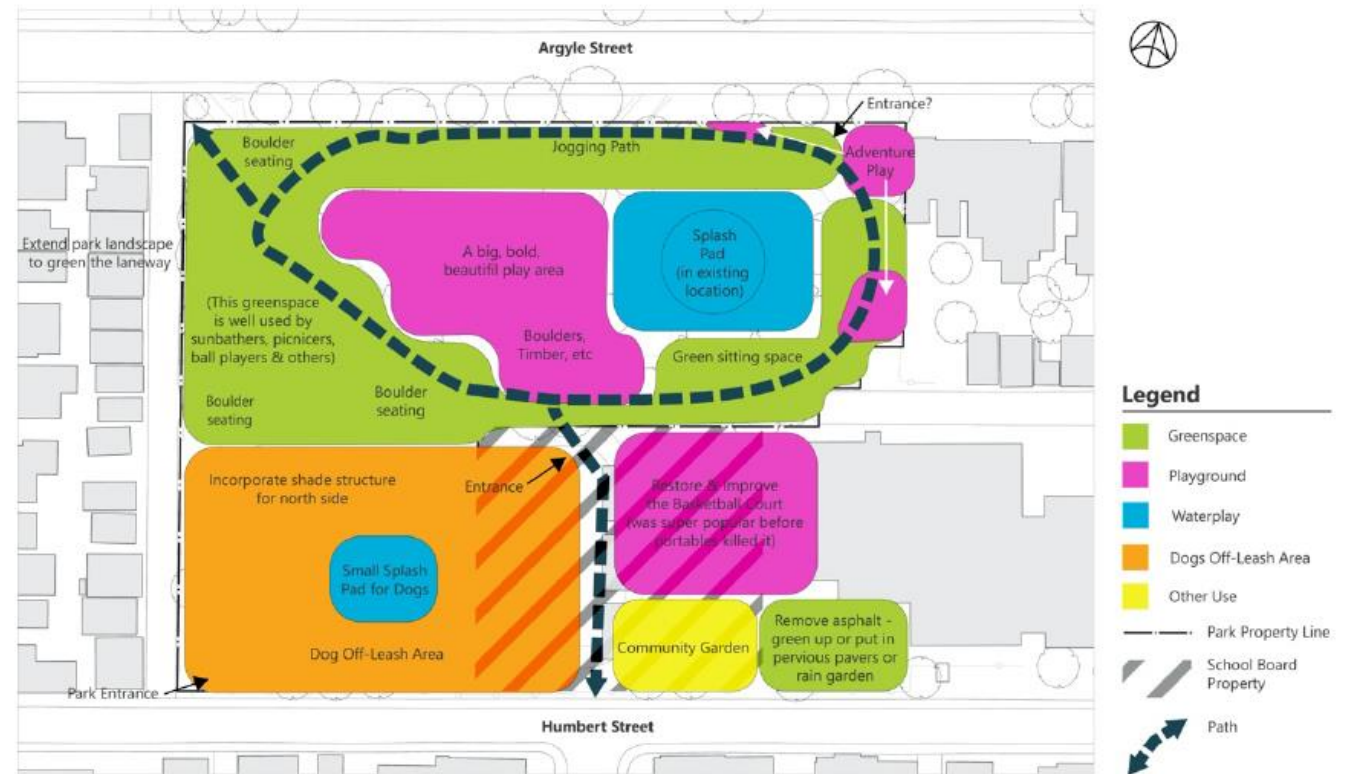 Argyle Street
Entrance?
Boulder
seating
Jogging Path
Adventure
Play
Extend park landscape
to green the laneway
A big, bold,
beautifil play area
Splash
Pad
(in existing
location)
(This greenspace
is well used by
sunbathers, picnicers,
ball players & others)
Boulders,
Timber, etc
Green sitting space
Boulder
seating
Boulder
seating
Incorporate shade structure
for north side
Entrance
Restore & Improve
the Basketball Court
(was super popular before
portables killed it)
Small Splash
Pad for Dogs
Dog Off-Leash Area
Community Garden
Remove asphalt -
green up or put in
pervious pavers or
rain garden
Park Entrance
Humbert Street
Legend
Greenspace
Playground
Waterplay
Dogs Off-Leash Area
Other Use
Park Property Line
School Board
Property
Path